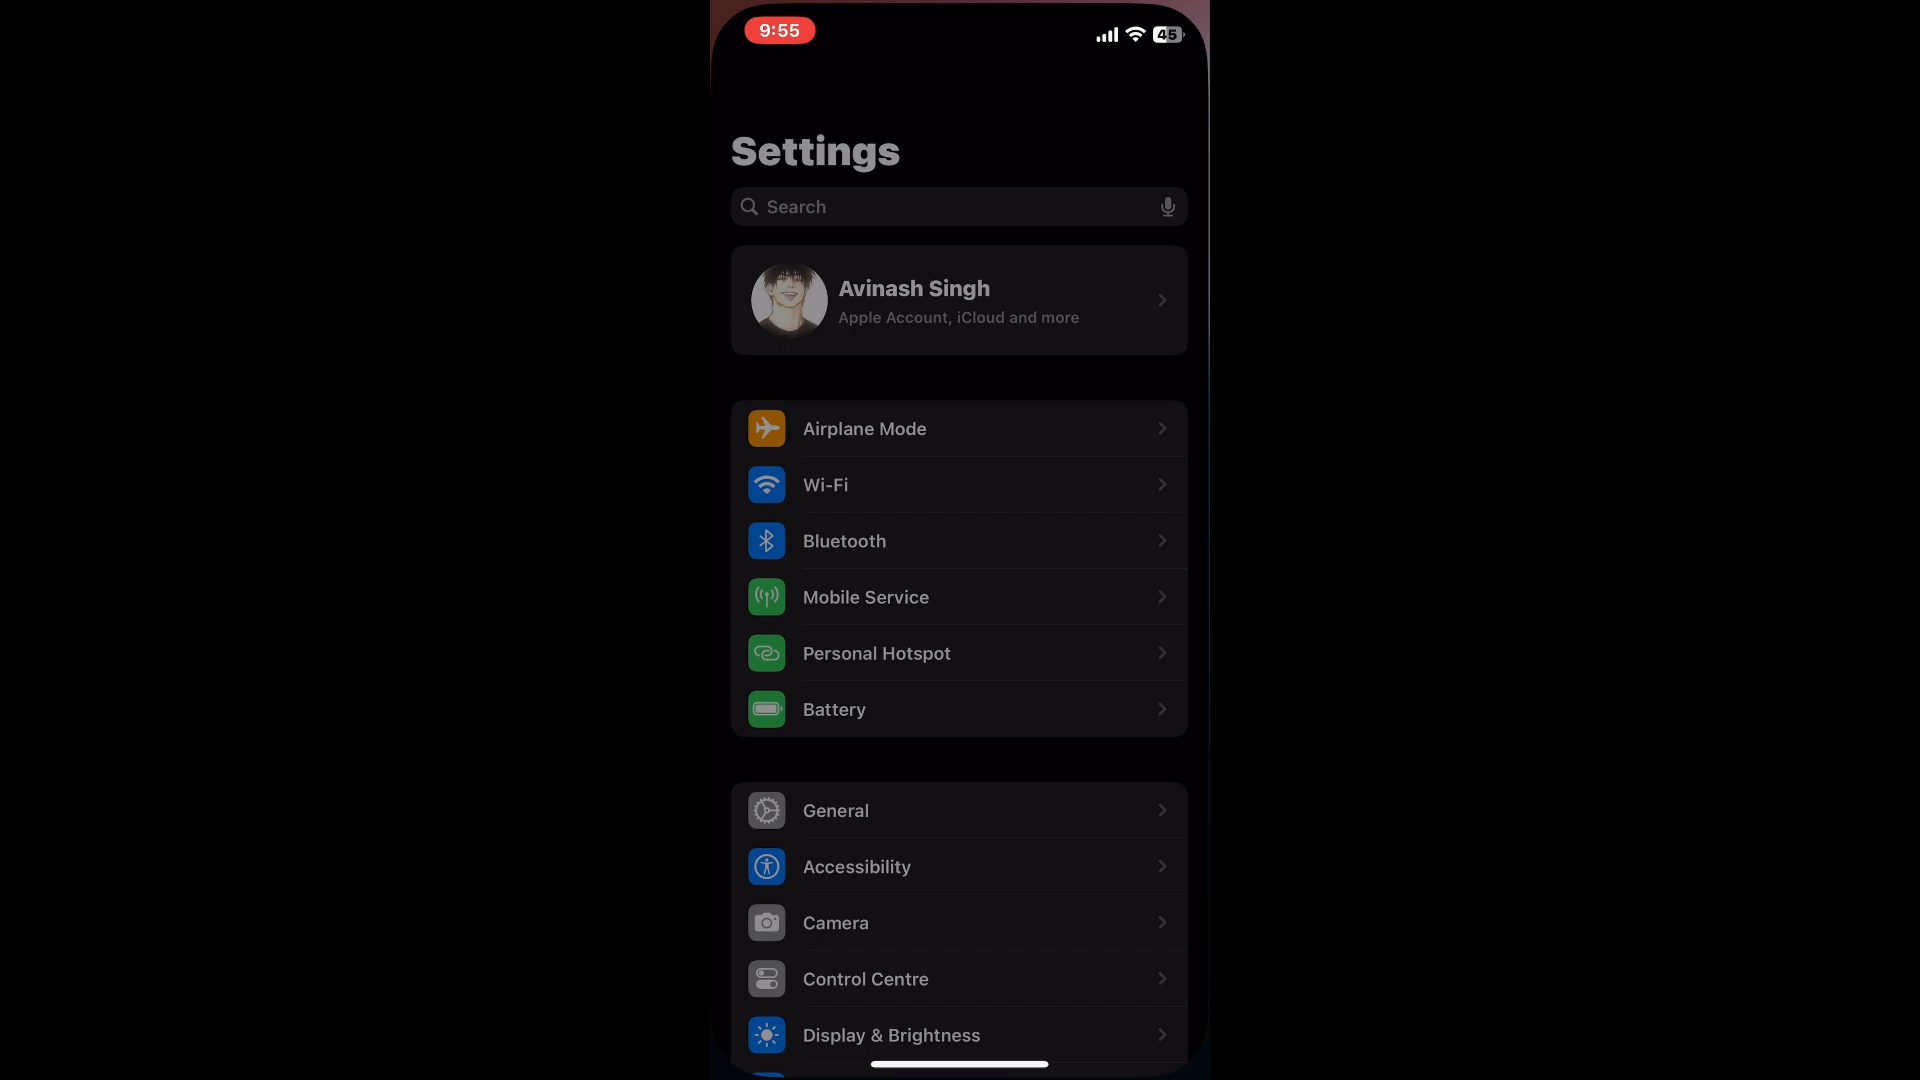 9:55
45
Settings
Search
Avinash Singh
Apple Account, iCloud and more
Airplane Mode
Wi-Fi
Bluetooth
Mobile Service
Personal Hotspot
Battery
General
Accessibility
Camera
Control Centre
Display & Brightness